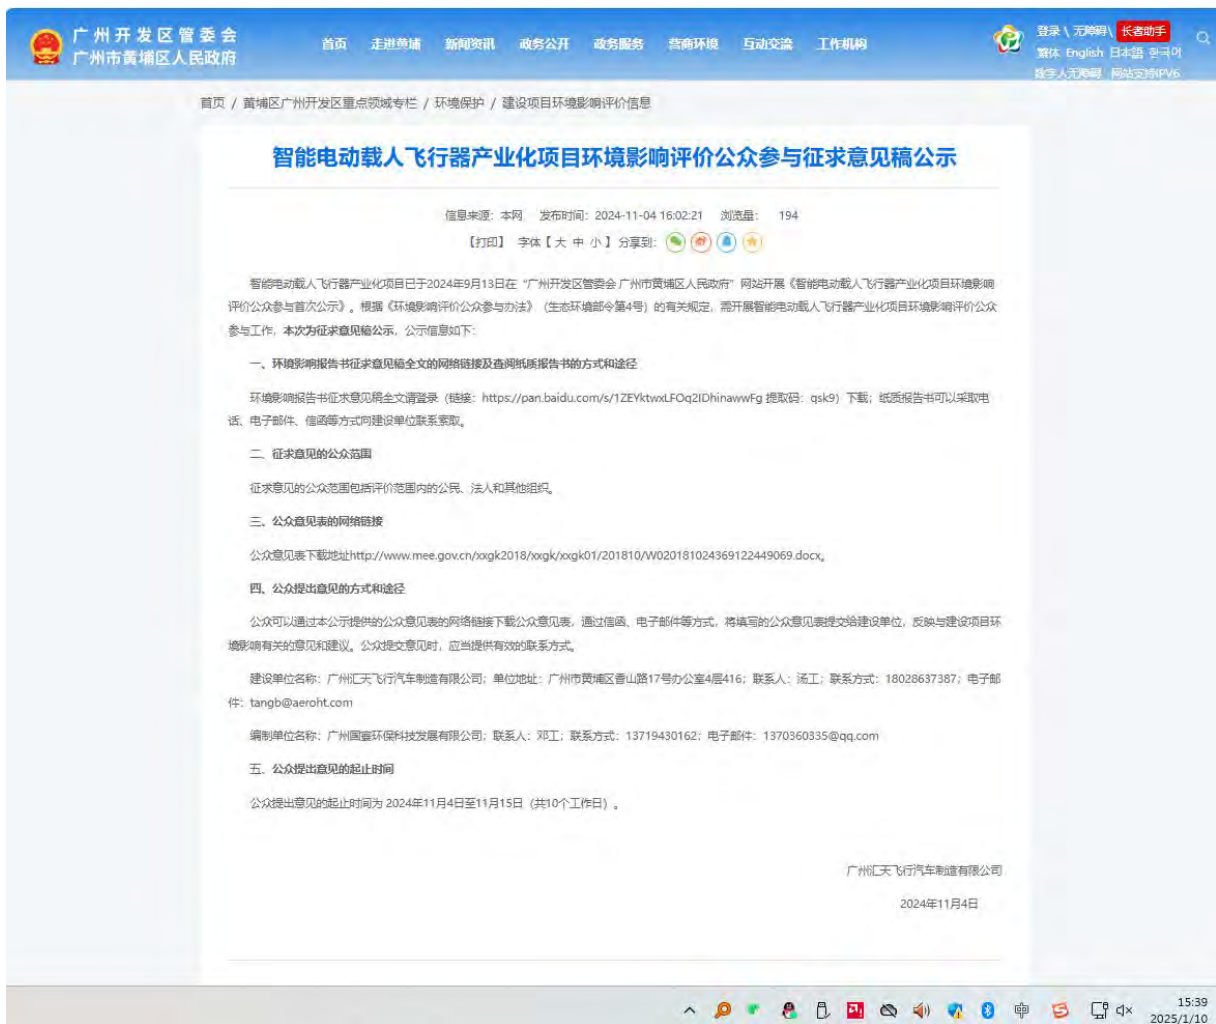 广州开发区管委会
广州市黄埔区人民政府
首页 走进黄埔 新闻资讯 政务公开 政务服务 营商环境 互动交流 工作机构
登录 \ 无障碍 \ 长者助手
繁体 English 日本語 한국어
数字人无障碍 网站支持IPV6
首页 / 黄埔区广州开发区重点领域专栏 / 环境保护 / 建设项目环境影响评价信息
智能电动载人飞行器产业化项目环境影响评价公众参与征求意见稿公示
信息来源：本网 发布时间：2024-11-04 16:02:21 浏览量： 194
【打印】 字体【 大 中 小 】 分享到：
智能电动载人飞行器产业化项目已于2024年9月13日在“广州开发区管委会 广州市黄埔区人民政府”网站开展《智能电动载人飞行器产业化项目环境影响
评价公众参与首次公示》。根据《环境影响评价公众参与办法》（生态环境部令第4号）的有关规定，需开展智能电动载人飞行器产业化项目环境影响评价公众
参与工作，本次为征求意见稿公示，公示信息如下：
一、环境影响报告书征求意见稿全文的网络链接及查阅纸质报告书的方式和途径
环境影响报告书征求意见稿全文请登录（链接：https://pan.baidu.com/s/1ZEYktwxLFOq2IDhinawwFg 提取码：qsk9）下载；纸质报告书可以采取电
话、电子邮件、信函等方式向建设单位联系索取。
二、征求意见的公众范围
征求意见的公众范围包括评价范围内的公民、法人和其他组织。
三、公众意见表的网络链接
公众意见表下载地址http://www.mee.gov.cn/xxgk2018/xxgk/xxgk01/201810/W020181024369122449069.docx。
四、公众提出意见的方式和途径
公众可以通过本公示提供的公众意见表的网络链接下载公众意见表，通过信函、电子邮件等方式，将填写的公众意见表提交给建设单位，反映与建设项目环
境影响有关的意见和建议。公众提交意见时，应当提供有效的联系方式。
建设单位名称：广州汇天飞行汽车制造有限公司；单位地址：广州市黄埔区香山路17号办公室4层416；联系人：汤工；联系方式：18028637387；电子邮
件：tangb@aeroht.com
编制单位名称：广州国寰环保科技发展有限公司；联系人：邓工；联系方式：13719430162；电子邮件：1370360335@qq.com
五、公众提出意见的起止时间
公众提出意见的起止时间为 2024年11月4日至11月15日（共10个工作日）。
广州汇天飞行汽车制造有限公司
2024年11月4日
中
15:39
2025/1/10